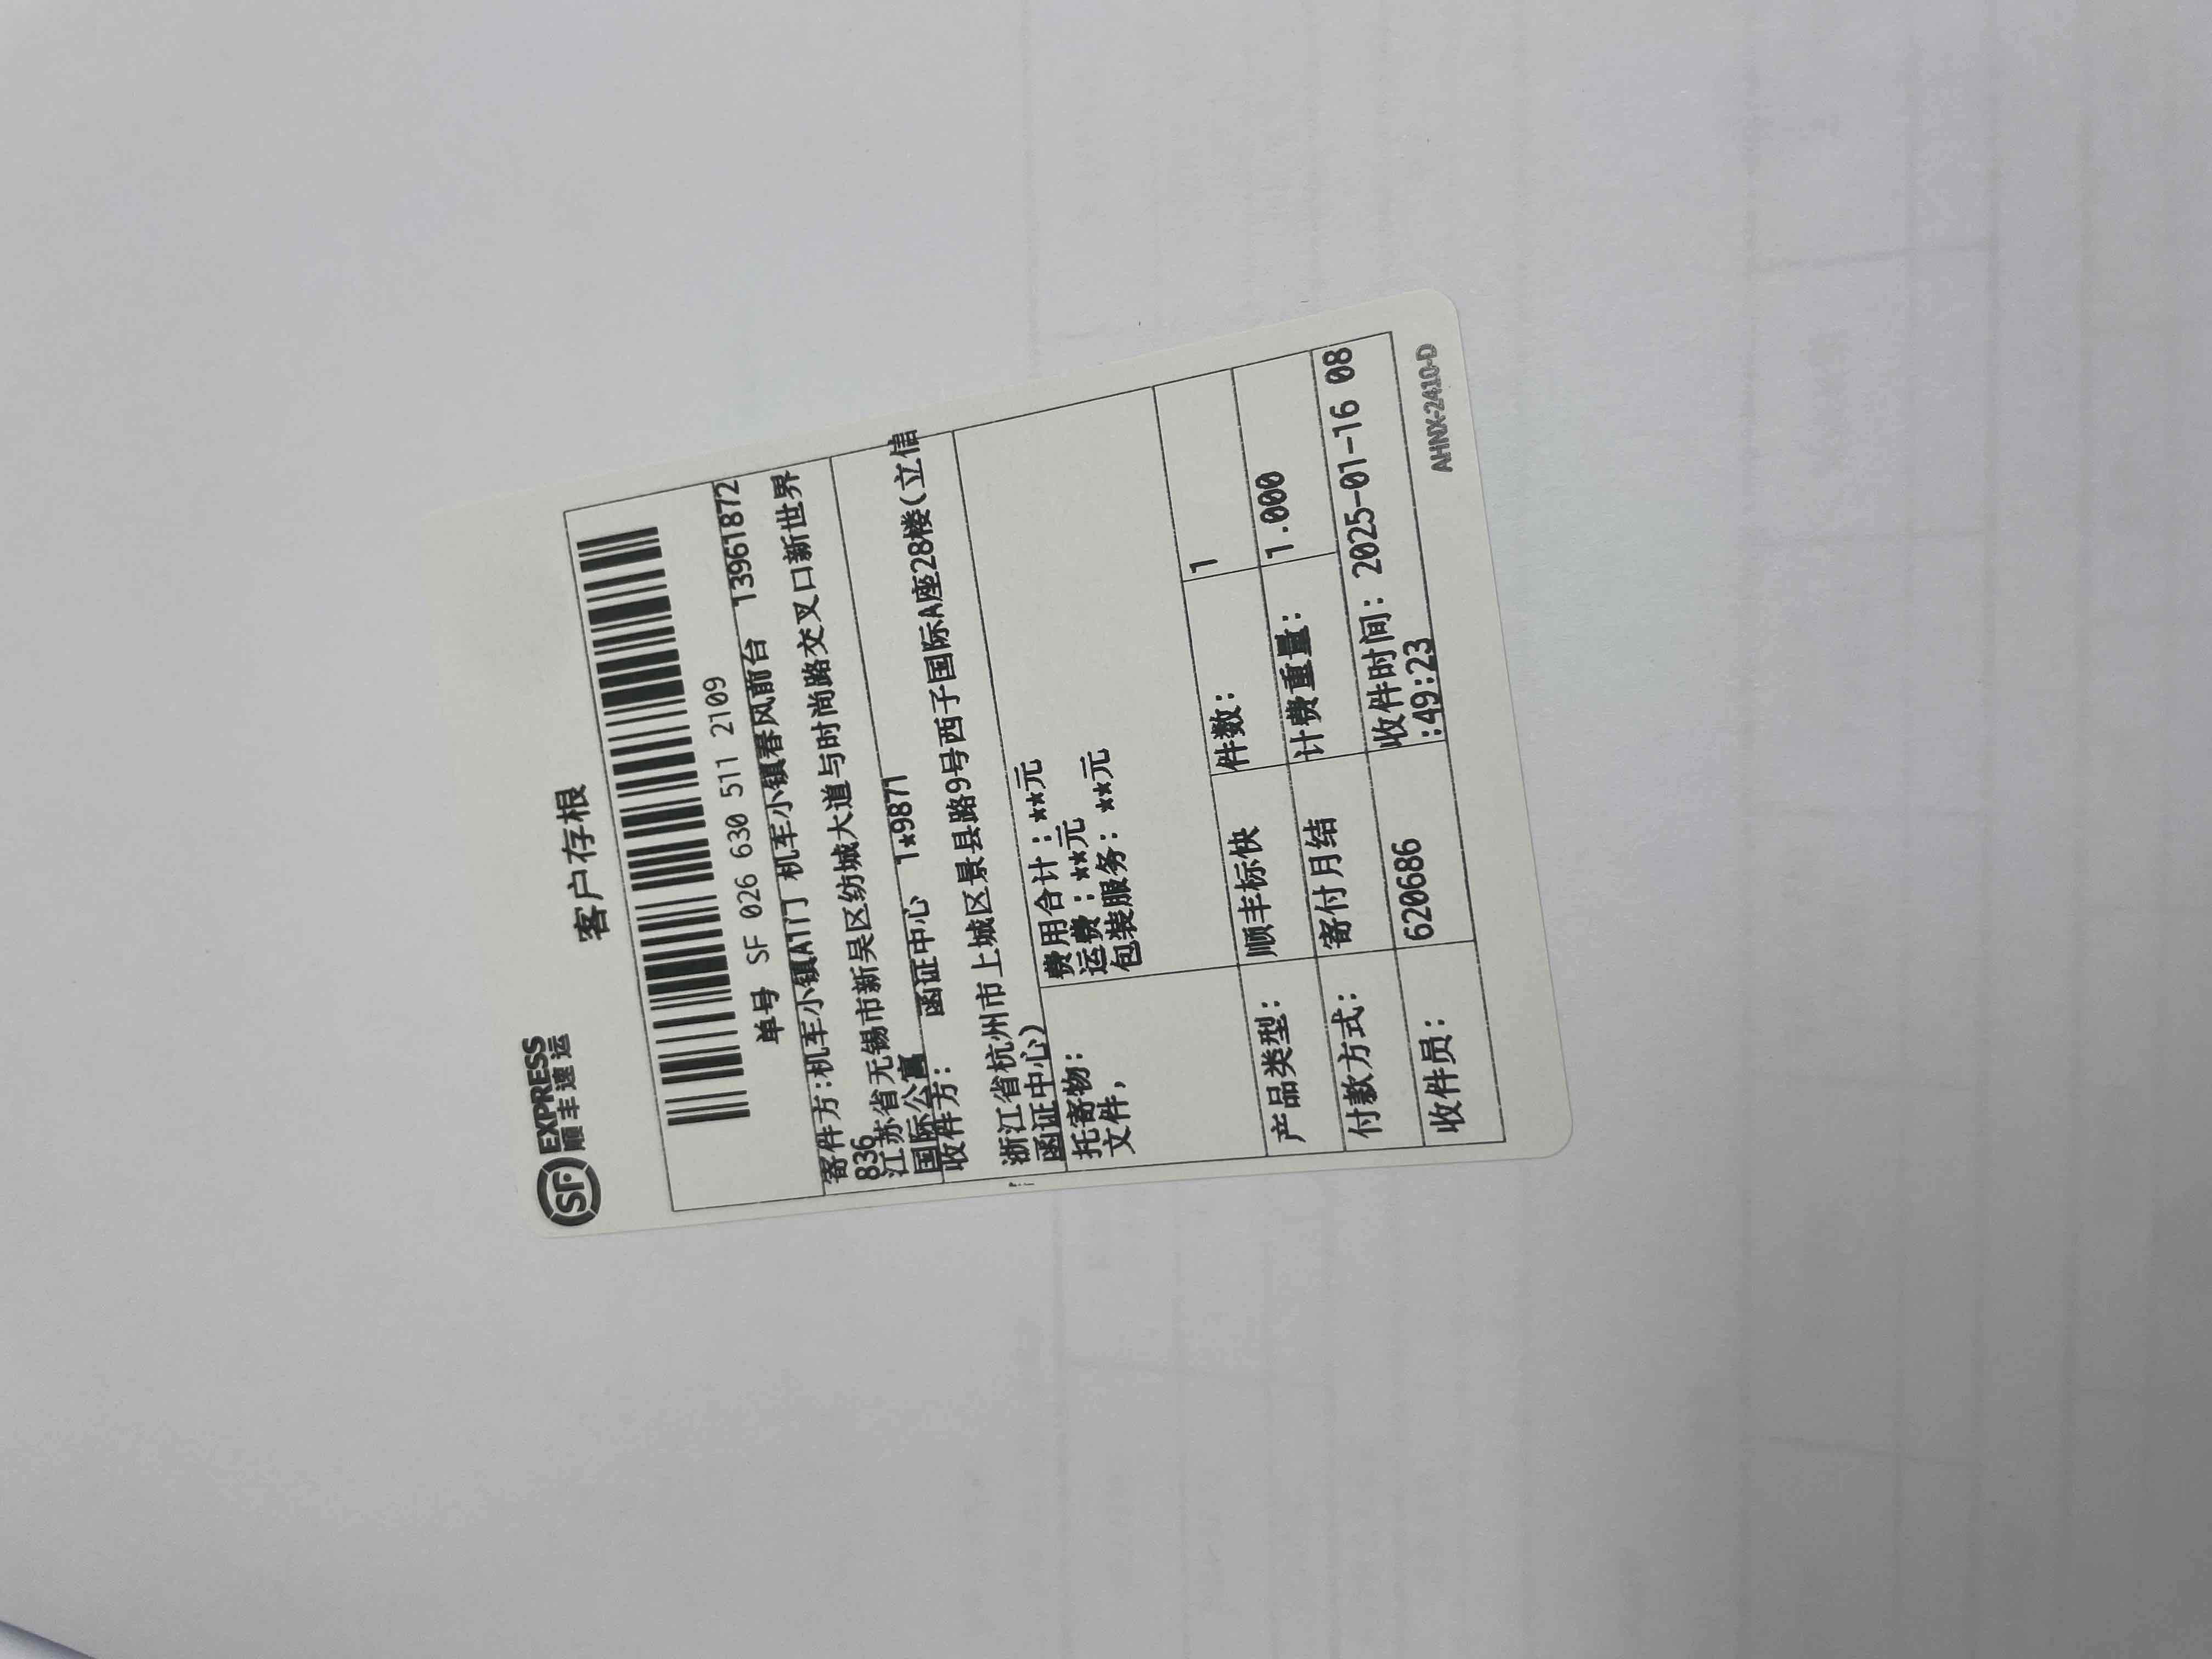 SF EXPRESS
顺丰速运
客户存根
单号 SF 026 630 511 2109
寄件方:机车小镇A1门 机车小镇春风前台 13961872
836
江苏省无锡市新吴区纺城大道与时尚路交叉口新世界
国际公寓
收件方: 函证中心 1*9871
浙江省杭州市上城区景昙路9号西子国际A座28楼(立信
函证中心)
托寄物:
文件,
费用合计:**元
运费:**元
包装服务:**元
产品类型: 顺丰标快 件数: 1
付款方式: 寄付月结 计费重量: 1.000
收件员: 620686 收件时间: 2025-01-16 08
:49:23
AHNX-2410-D